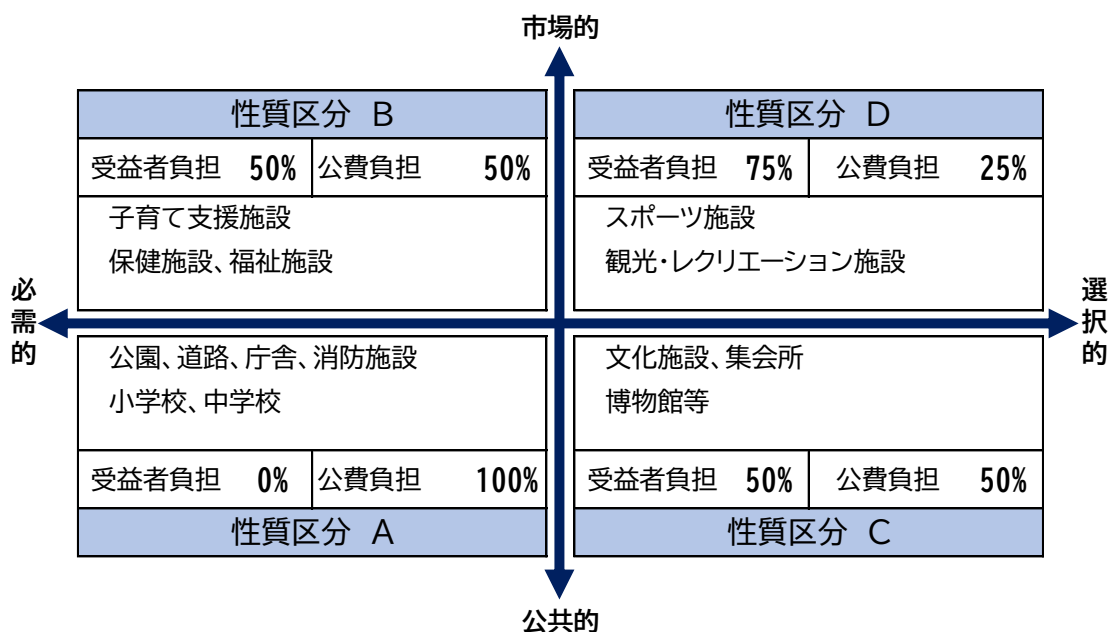 市場的
性質区分 B
受益者負担 50% 公費負担 50%
子育て支援施設
保健施設、福祉施設
性質区分 D
受益者負担 75% 公費負担 25%
スポーツ施設
観光・レクリエーション施設
必需的
選択的
公園、道路、庁舎、消防施設
小学校、中学校
受益者負担 0% 公費負担 100%
性質区分 A
文化施設、集会所
博物館等
受益者負担 50% 公費負担 50%
性質区分 C
公共的